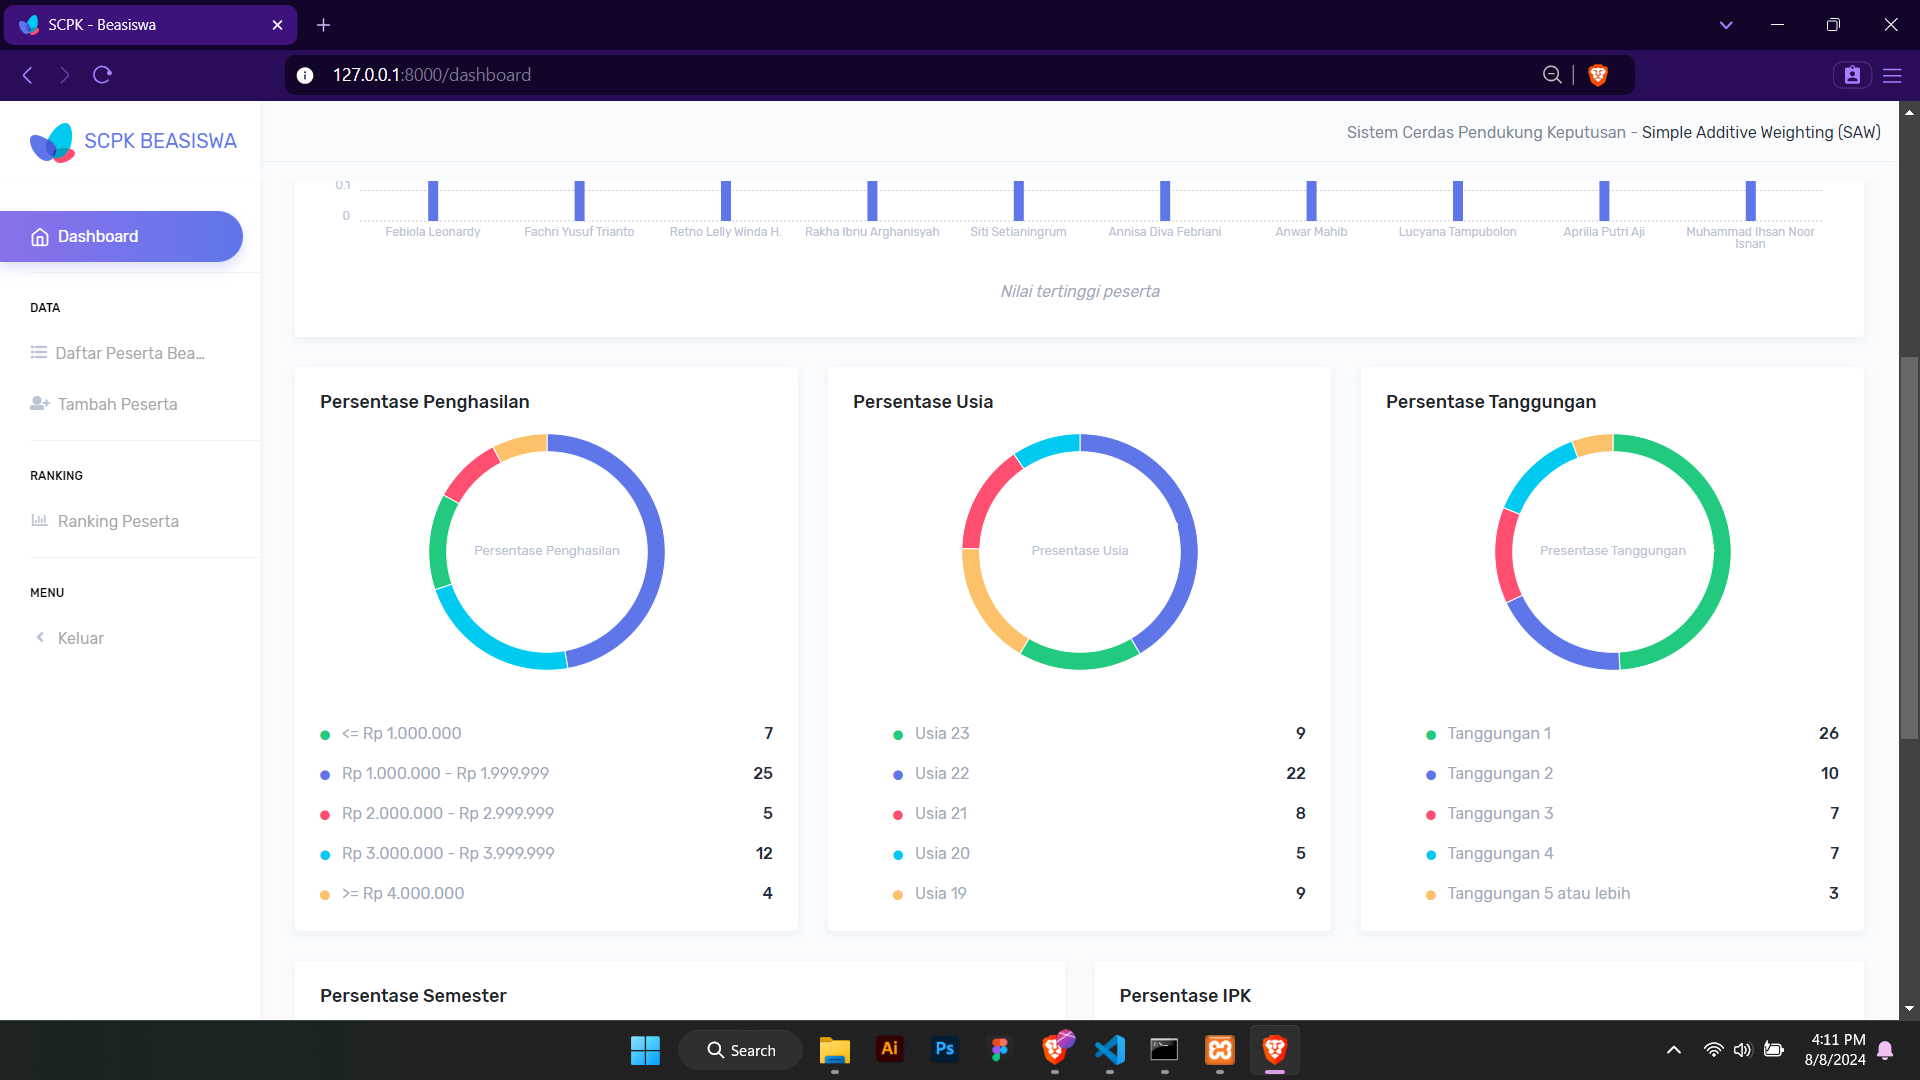 SCPK - Beasiswa
127.0.0.1:8000/dashboard
SCPK BEASISWA
Sistem Cerdas Pendukung Keputusan - Simple Additive Weighting (SAW)
Dashboard
DATA
Daftar Peserta Bea...
Tambah Peserta
RANKING
Ranking Peserta
MENU
Keluar
0.1
0
Febiola Leonardy
Fachri Yusuf Trianto
Retno Lelly Winda H.
Rakha Ibnu Arghanisyah
Siti Setianingrum
Annisa Diva Febriani
Anwar Mahib
Lucyana Tampubolon
Aprilia Putri Aji
Muhammad Ihsan Noor
Isnan
Nilai tertinggi peserta
Persentase Penghasilan
Persentase Penghasilan
<= Rp 1.000.000 7
Rp 1.000.000 - Rp 1.999.999 25
Rp 2.000.000 - Rp 2.999.999 5
Rp 3.000.000 - Rp 3.999.999 12
>= Rp 4.000.000 4
Persentase Usia
Presentase Usia
Usia 23 9
Usia 22 22
Usia 21 8
Usia 20 5
Usia 19 9
Persentase Tanggungan
Presentase Tanggungan
Tanggungan 1 26
Tanggungan 2 10
Tanggungan 3 7
Tanggungan 4 7
Tanggungan 5 atau lebih 3
Persentase Semester
Persentase IPK
Search
Ai
Ps
4:11 PM
8/8/2024